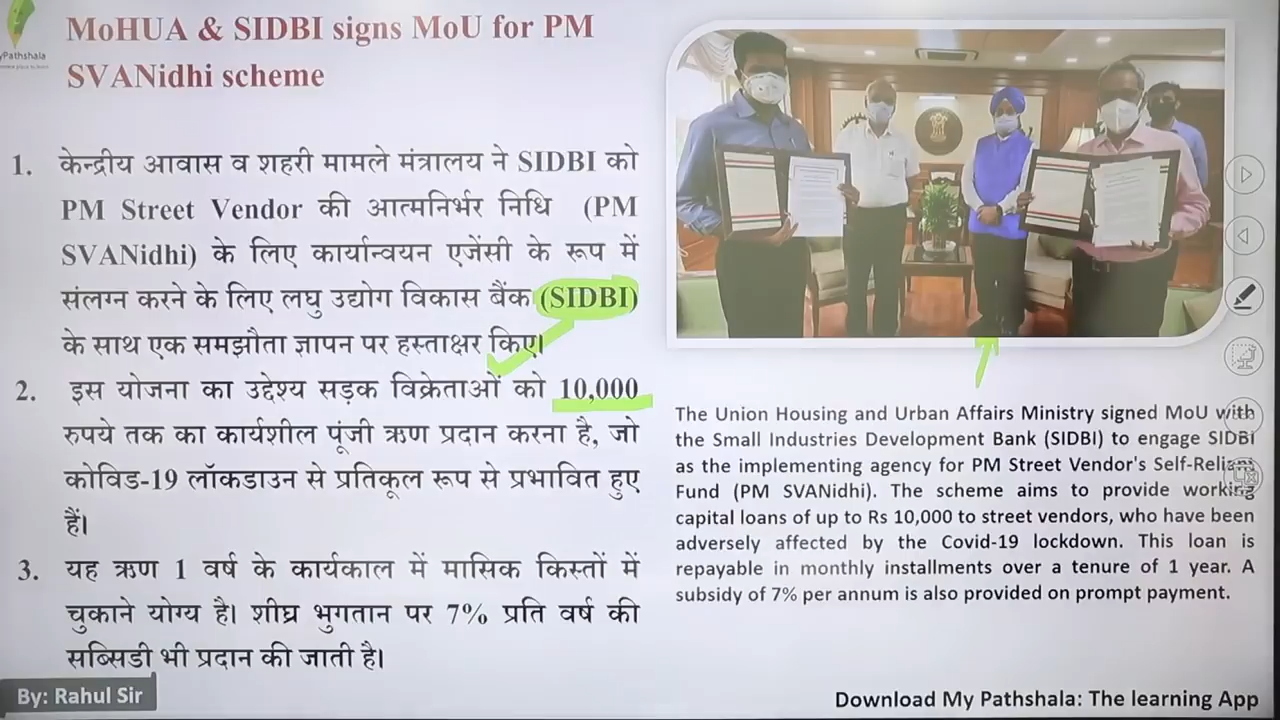 yPathshala
MoHUA & SIDBI signs MoU for PM
SVANidhi scheme
1. केन्द्रीय आवास व शहरी मामले मंत्रालय ने SIDBI को
PM Street Vendor की आत्मनिर्भर निधि (PM
SVANidhi) के लिए कार्यान्वयन एजेंसी के रूप में
संलग्न करने के लिए लघु उद्योग विकास बैंक (SIDBI)
के साथ एक समझौता ज्ञापन पर हस्ताक्षर किए।
2. इस योजना का उद्देश्य सड़क विक्रेताओं को 10,000
रुपये तक का कार्यशील पूंजी ऋण प्रदान करना है, जो
कोविड-19 लॉकडाउन से प्रतिकूल रूप से प्रभावित हुए
हैं।
3. यह ऋण 1 वर्ष के कार्यकाल में मासिक किस्तों में
चुकाने योग्य है। शीघ्र भुगतान पर 7% प्रति वर्ष की
सब्सिडी भी प्रदान की जाती है।
By: Rahul Sir
The Union Housing and Urban Affairs Ministry signed MoU with
the Small Industries Development Bank (SIDBI) to engage SIDBI
as the implementing agency for PM Street Vendor's Self-Reliant
Fund (PM SVANidhi). The scheme aims to provide working
capital loans of up to Rs 10,000 to street vendors, who have been
adversely affected by the Covid-19 lockdown. This loan is
repayable in monthly installments over a tenure of 1 year. A
subsidy of 7% per annum is also provided on prompt payment.
Download My Pathshala: The learning App